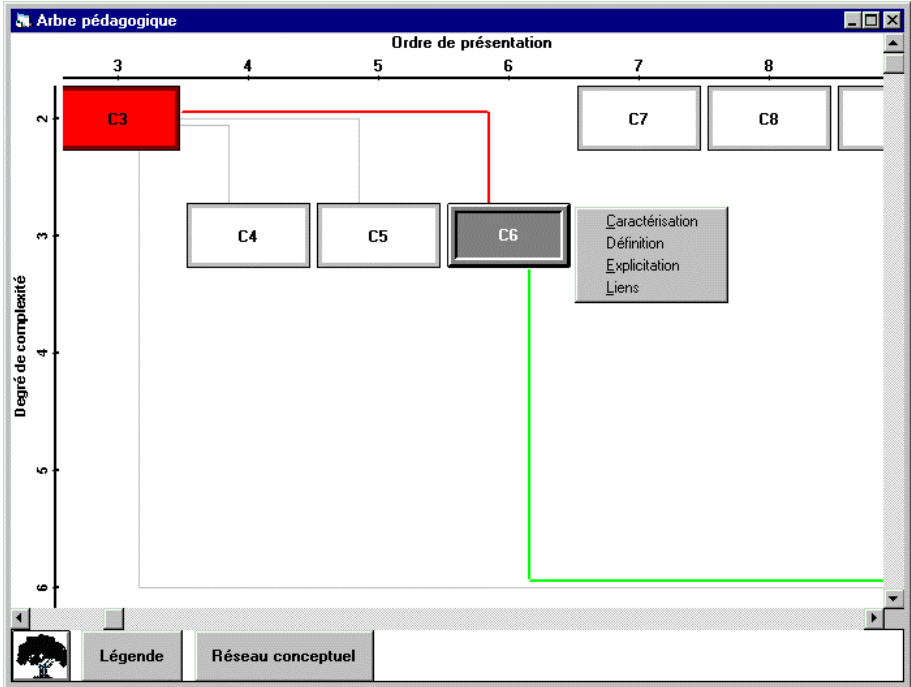 Arbre pédagogique
Ordre de présentation
3 4 5 6 7 8
2
C3
C7
C8
3
C4
C5
C6
Caractérisation
Définition
Explicitation
Liens
Degré de complexité
4
5
6
Légende
Réseau conceptuel